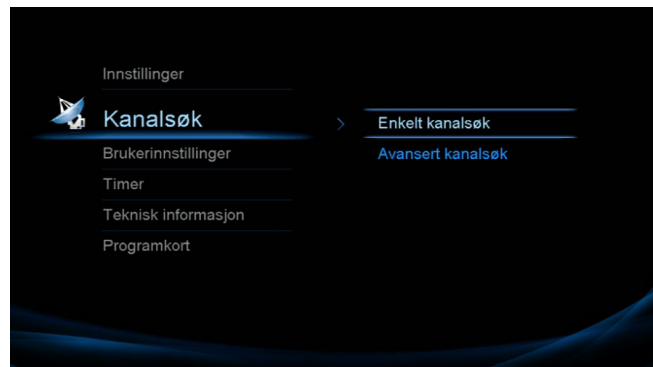 Innstillinger
Kanalsøk
Enkelt kanalsøk
Avansert kanalsøk
Brukerinnstillinger
Timer
Teknisk informasjon
Programkort